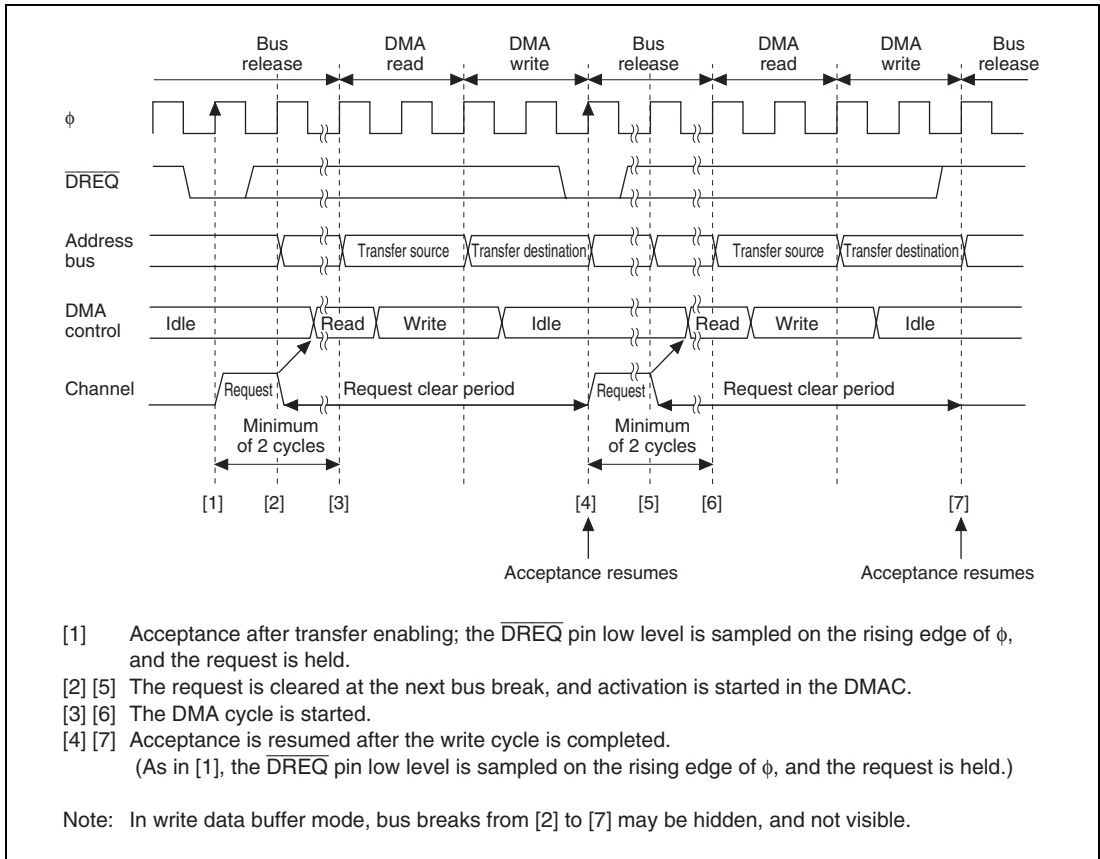 Bus release DMA read DMA write Bus release DMA read DMA write Bus release
ϕ
DREQ
Address bus Transfer source Transfer destination Transfer source Transfer destination
DMA control Idle Read Write Idle Read Write Idle
Channel Request Request clear period Request Request clear period
Minimum of 2 cycles Minimum of 2 cycles
[1] [2] [3] [4] [5] [6] [7]
Acceptance resumes Acceptance resumes
[1] Acceptance after transfer enabling; the DREQ pin low level is sampled on the rising edge of ϕ,
and the request is held.
[2] [5] The request is cleared at the next bus break, and activation is started in the DMAC.
[3] [6] The DMA cycle is started.
[4] [7] Acceptance is resumed after the write cycle is completed.
(As in [1], the DREQ pin low level is sampled on the rising edge of ϕ, and the request is held.)
Note: In write data buffer mode, bus breaks from [2] to [7] may be hidden, and not visible.